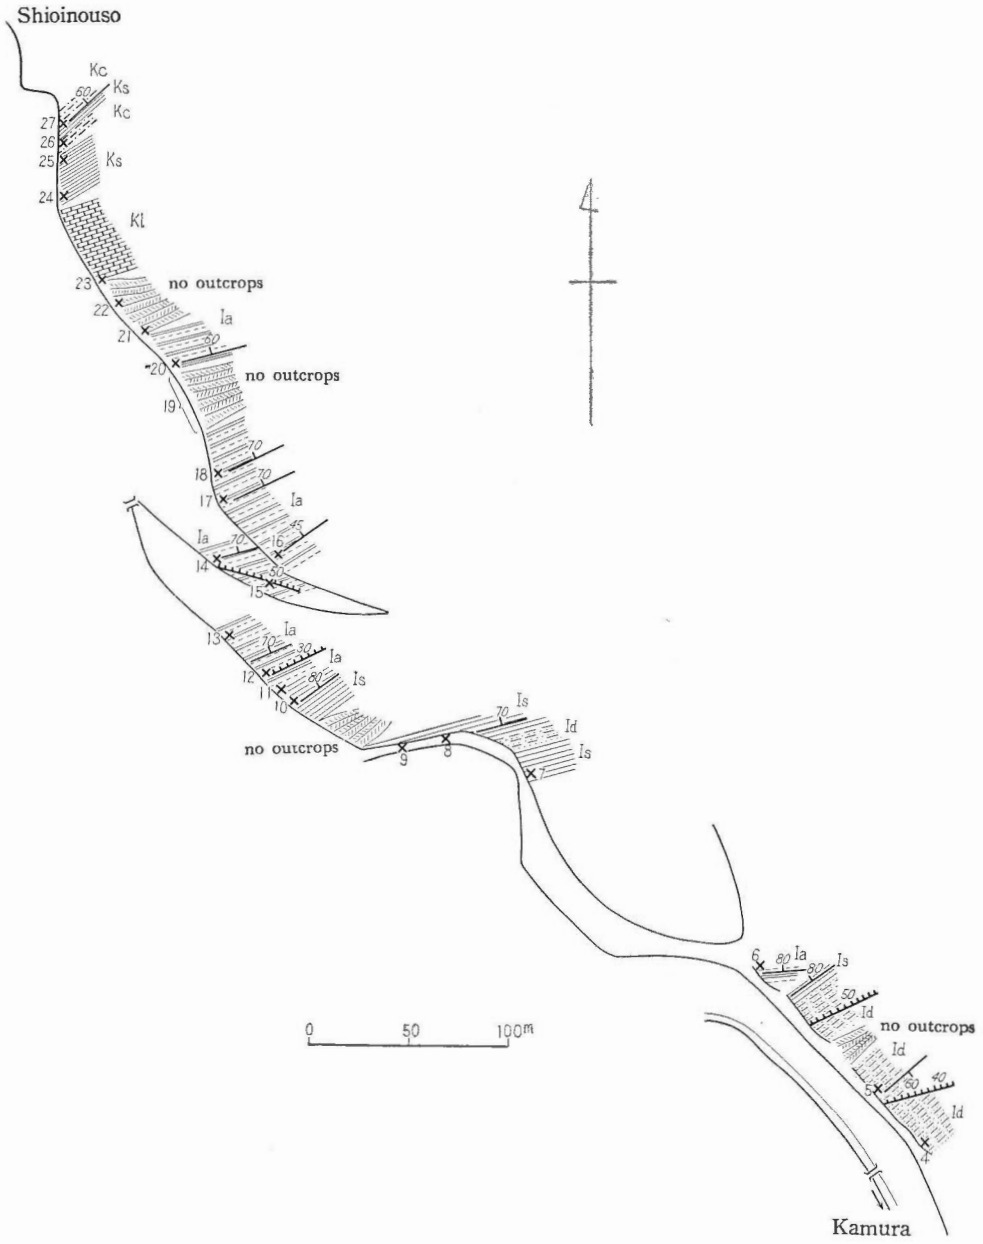 Shioinouso
Kc
60
Ks
Kc
27
26
25
Ks
24
Kl
23
no outcrops
22
Ia
21
60
20
no outcrops
19
70
18
70
17
Ia
45
16
Ia
70
14
50
15
13
Ia
70
30
12
Ia
11
80
Is
10
no outcrops
Is
70
Id
9
8
Is
7
6
80
Ia
80
Is
50
Id
no outcrops
Id
5
60
40
Id
4
0
50
100m
Kamura